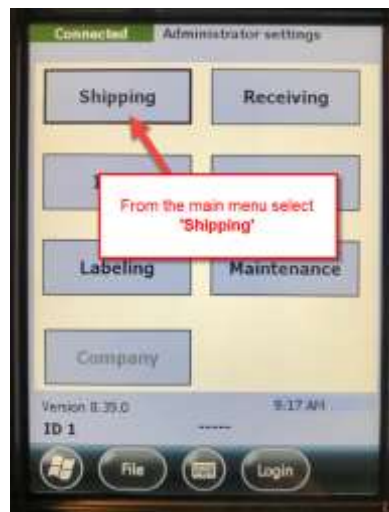 Connected Administrator settings
Shipping Receiving
From the main menu select
"Shipping"
Labeling Maintenance
Company
Version 8.39.0 9:17 AM
ID 1 -----
File Login